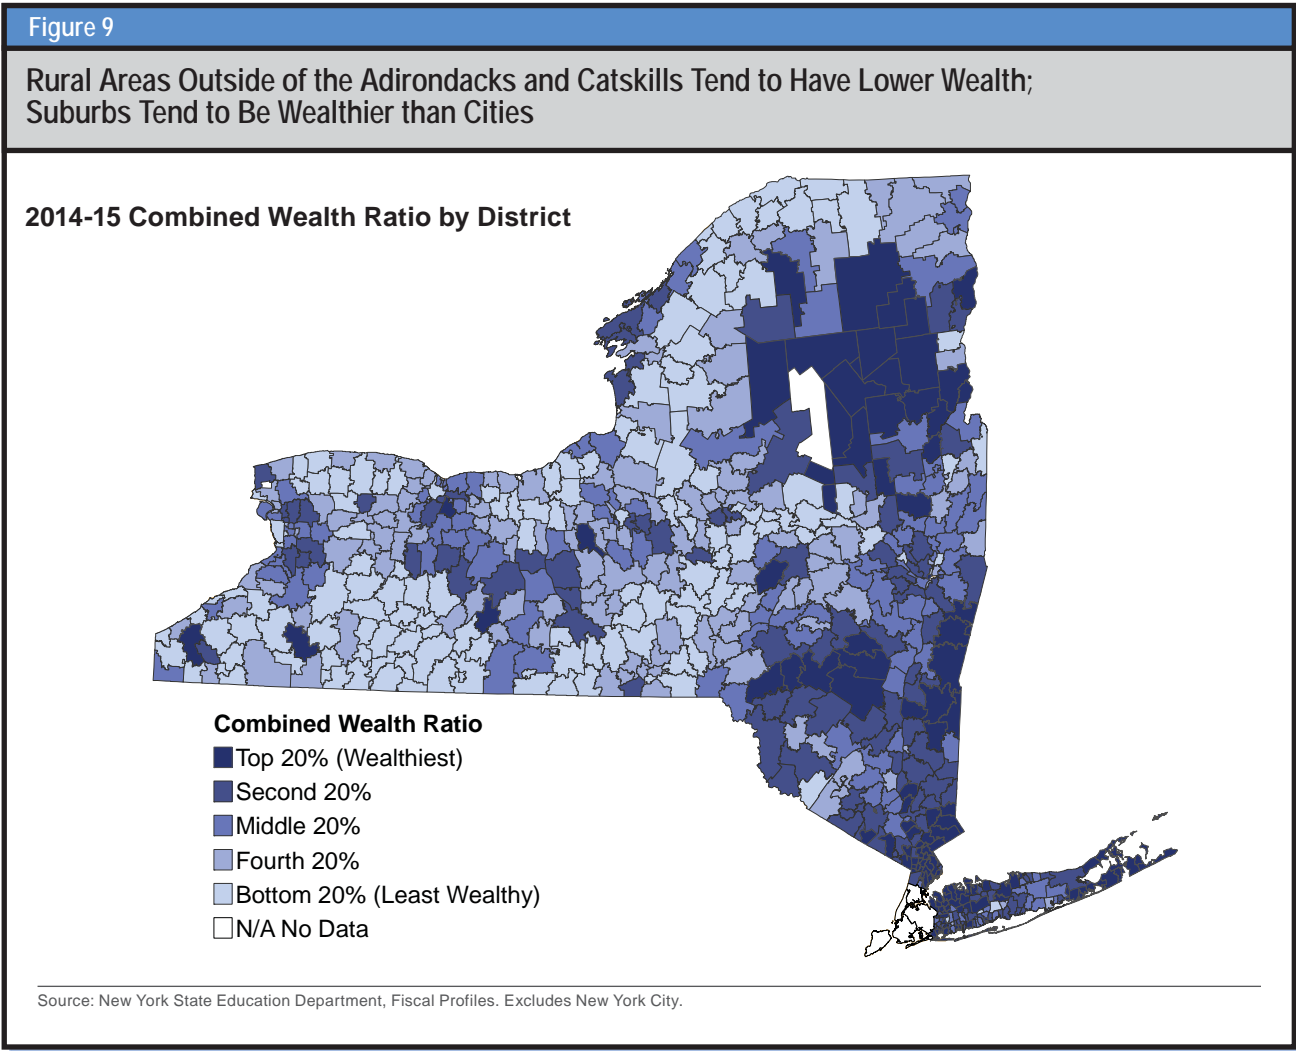 Figure 9
Rural Areas Outside of the Adirondacks and Catskills Tend to Have Lower Wealth;
Suburbs Tend to Be Wealthier than Cities
2014-15 Combined Wealth Ratio by District
Combined Wealth Ratio
Top 20% (Wealthiest)
Second 20%
Middle 20%
Fourth 20%
Bottom 20% (Least Wealthy)
N/A No Data
Source: New York State Education Department, Fiscal Profiles. Excludes New York City.